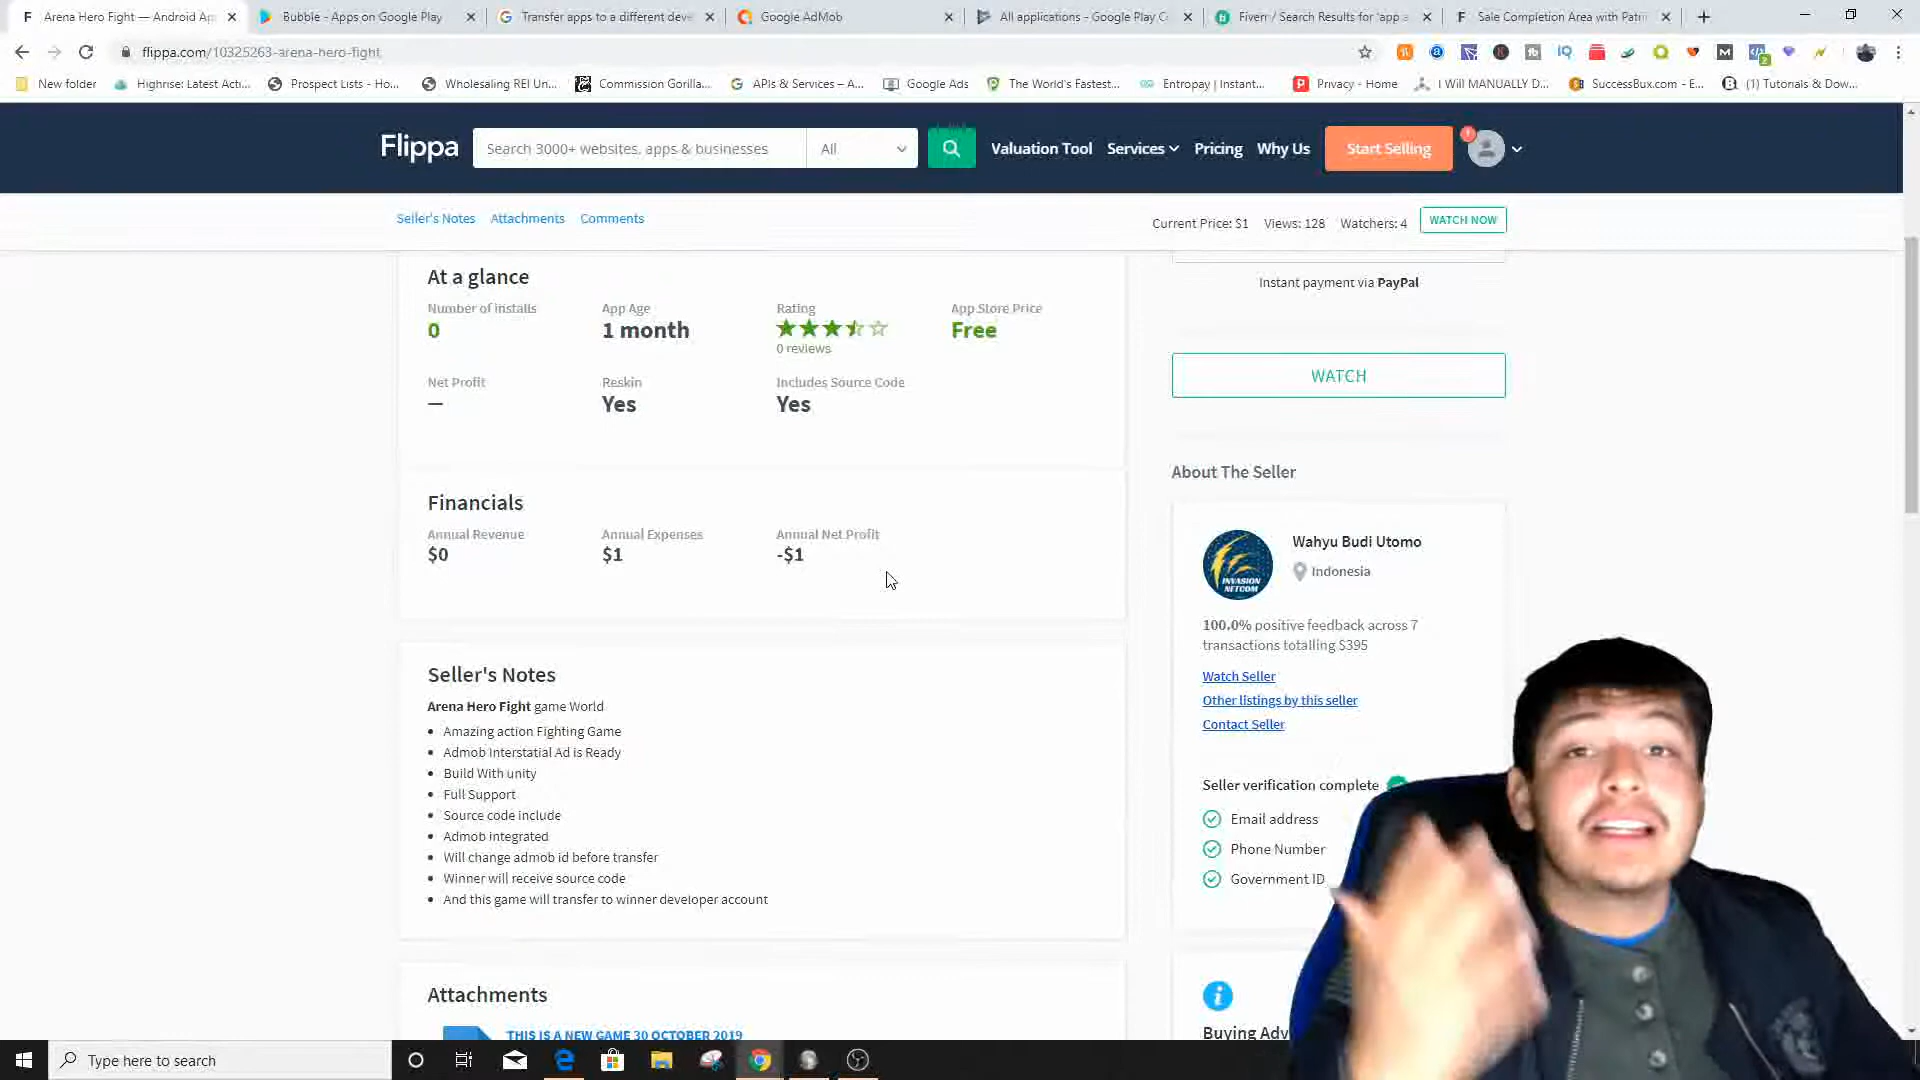 Arena Hero Fight — Android Ap
Bubble - Apps on Google Play
Transfer apps to a different deve
Google AdMob
All applications - Google Play C
Fiverr / Search Results for 'app a
Sale Completion Area with Patri
flippa.com/10325263-arena-hero-fight
New folder
Highrise: Latest Acti...
Prospect Lists - Ho...
Wholesaling REI Un...
Commission Gorilla...
APIs & Services – A...
Google Ads
The World's Fastest...
Entropay | Instant...
Privacy - Home
I Will MANUALLY D...
SuccessBux.com - E...
(1) Tutorials & Dow...
Flippa
Search 3000+ websites, apps & businesses
All
Valuation Tool
Services
Pricing
Why Us
Start Selling
Seller's Notes
Attachments
Comments
Current Price: $1
Views: 128
Watchers: 4
WATCH NOW
At a glance
Number of installs
App Age
Rating
App Store Price
0
1 month
Free
0 reviews
Net Profit
Reskin
Includes Source Code
—
Yes
Yes
Financials
Annual Revenue
Annual Expenses
Annual Net Profit
$0
$1
-$1
Seller's Notes
Arena Hero Fight game World
Amazing action Fighting Game
Admob Interstatial Ad is Ready
Build With unity
Full Support
Source code include
Admob integrated
Will change admob id before transfer
Winner will receive source code
And this game will transfer to winner developer account
Attachments
THIS IS A NEW GAME 30 OCTOBER 2019
Instant payment via PayPal
WATCH
About The Seller
INVASION
NETCOM
Wahyu Budi Utomo
Indonesia
100.0% positive feedback across 7
transactions totalling $395
Watch Seller
Other listings by this seller
Contact Seller
Seller verification complete
Email address
Phone Number
Government ID
Buying Adv
Type here to search